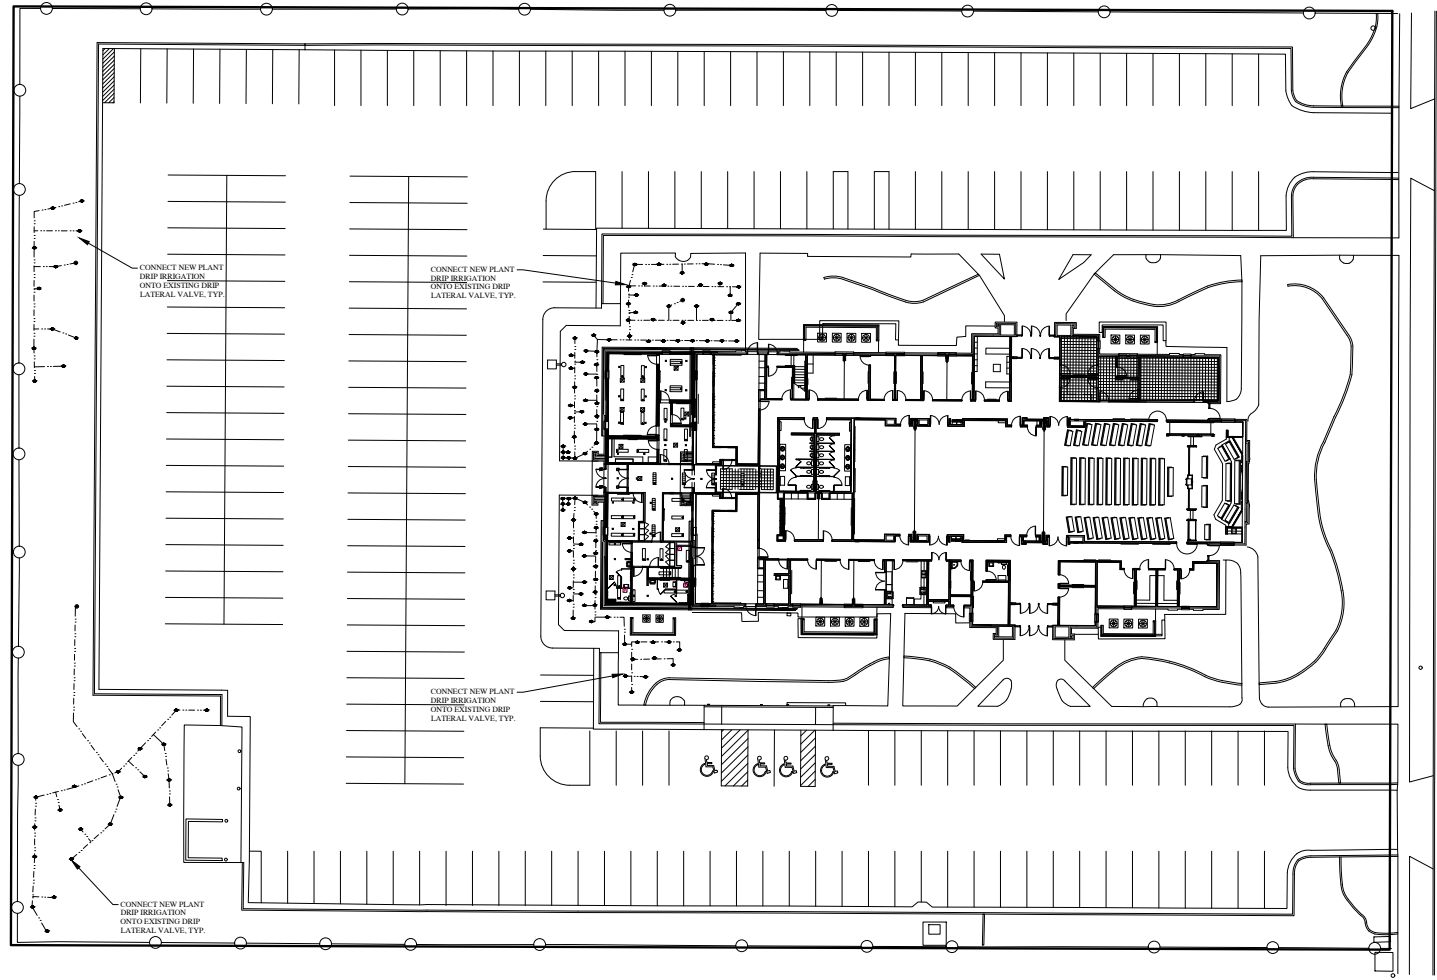 CONNECT NEW PLANT
DRIP IRRIGATION
ONTO EXISTING DRIP
LATERAL VALVE, TYP.
CONNECT NEW PLANT
DRIP IRRIGATION
ONTO EXISTING DRIP
LATERAL VALVE, TYP.
CONNECT NEW PLANT
DRIP IRRIGATION
ONTO EXISTING DRIP
LATERAL VALVE, TYP.
CONNECT NEW PLANT
DRIP IRRIGATION
ONTO EXISTING DRIP
LATERAL VALVE, TYP.